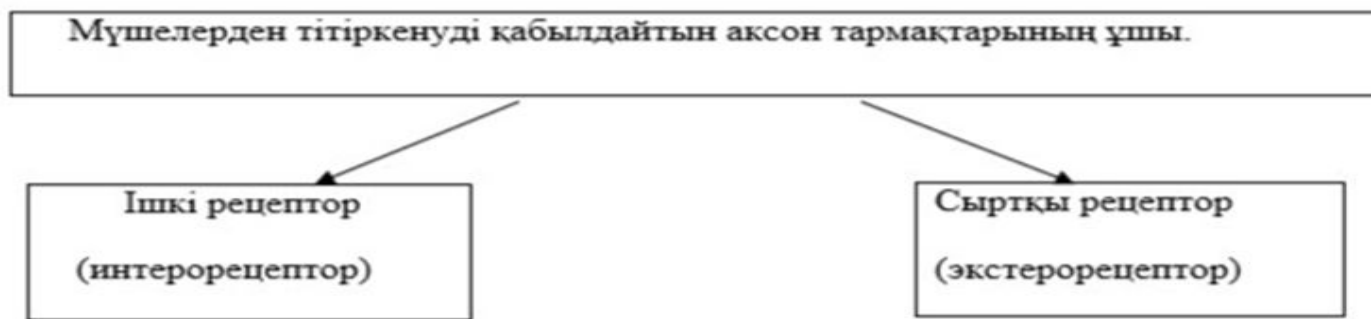 Мүшелерден тітіркенуді қабылдайтын аксон тармақтарының ұшы.
Ішкі рецептор
(интерорецептор)
Сыртқы рецептор
(экстерорецептор)